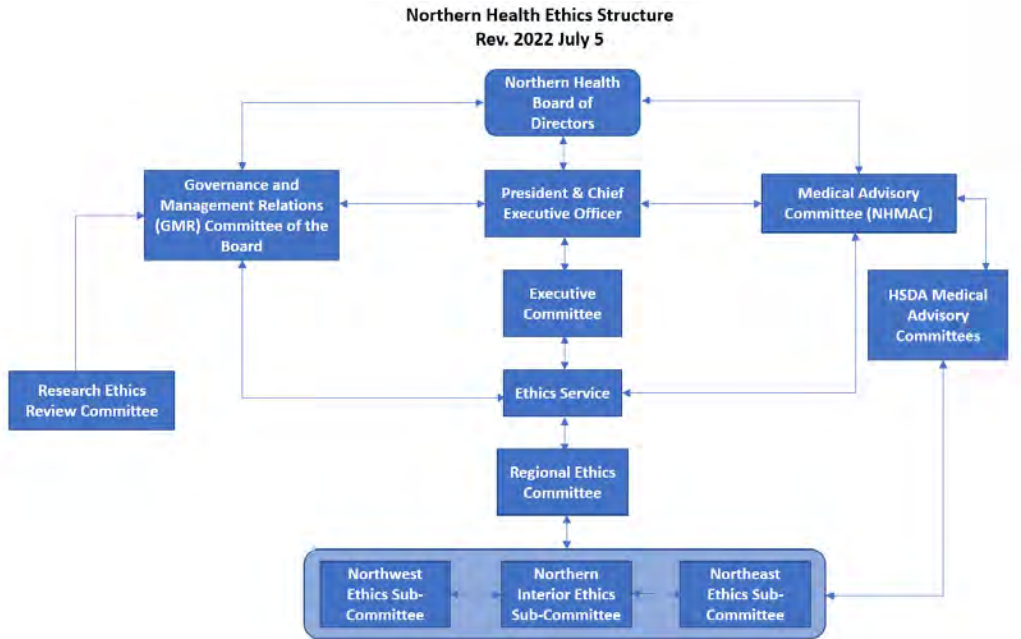 Northern Health Ethics Structure
Rev. 2022 July 5
Northern Health
Board of
Directors
Governance and
Management Relations
(GMR) Committee of the
Board
President & Chief
Executive Officer
Medical Advisory
Committee (NHMAC)
Executive
Committee
HSDA Medical
Advisory
Committees
Research Ethics
Review Committee
Ethics Service
Regional Ethics
Committee
Northwest
Ethics Sub-
Committee
Northern
Interior Ethics
Sub-Committee
Northeast
Ethics Sub-
Committee